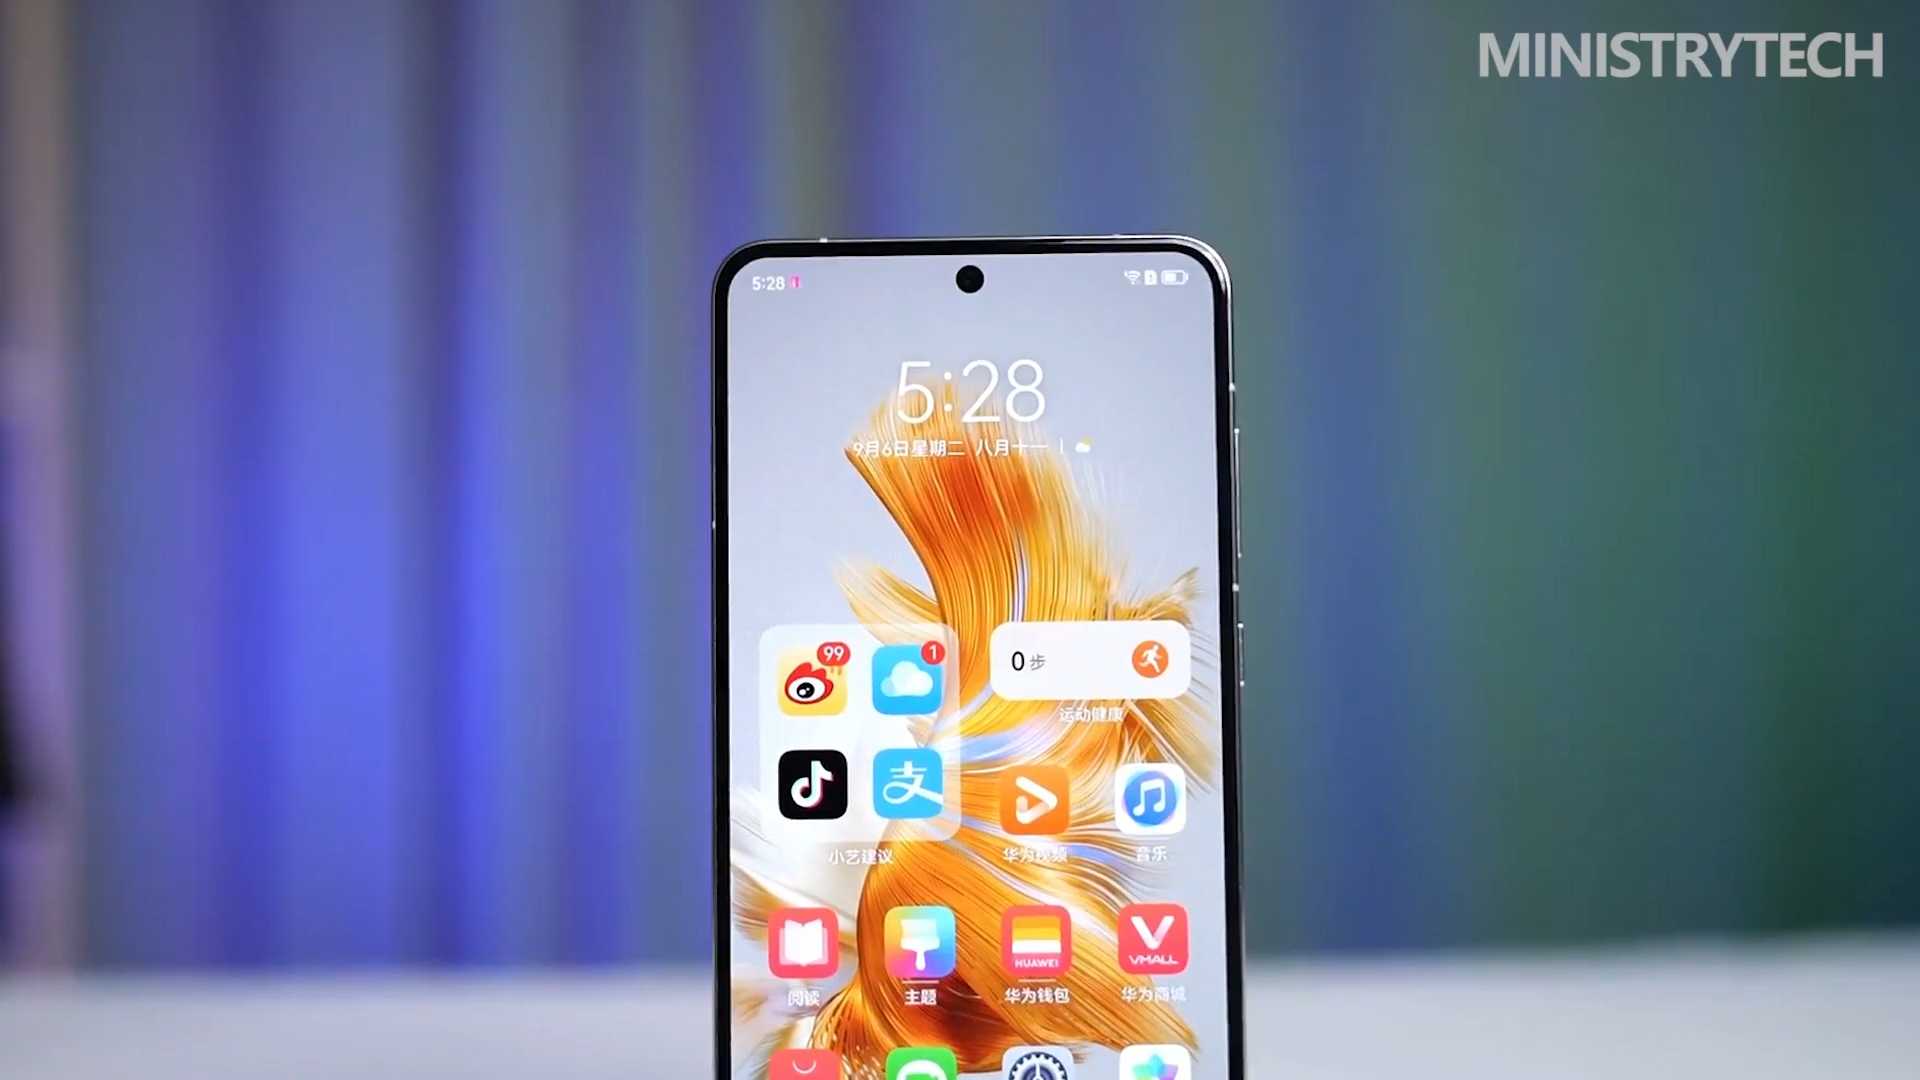 MINISTRYTECH
5:28
5:28
9月6日星期二 八月十一
99
1
0 步
运动健康
支
小艺建议
华为视频
音乐
HUAWEI
VMALL
阅读
主题
华为钱包
华为商城